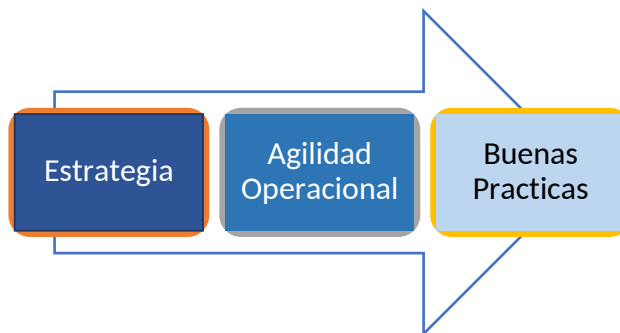 Estrategia
Agilidad
Operacional
Buenas
Practicas